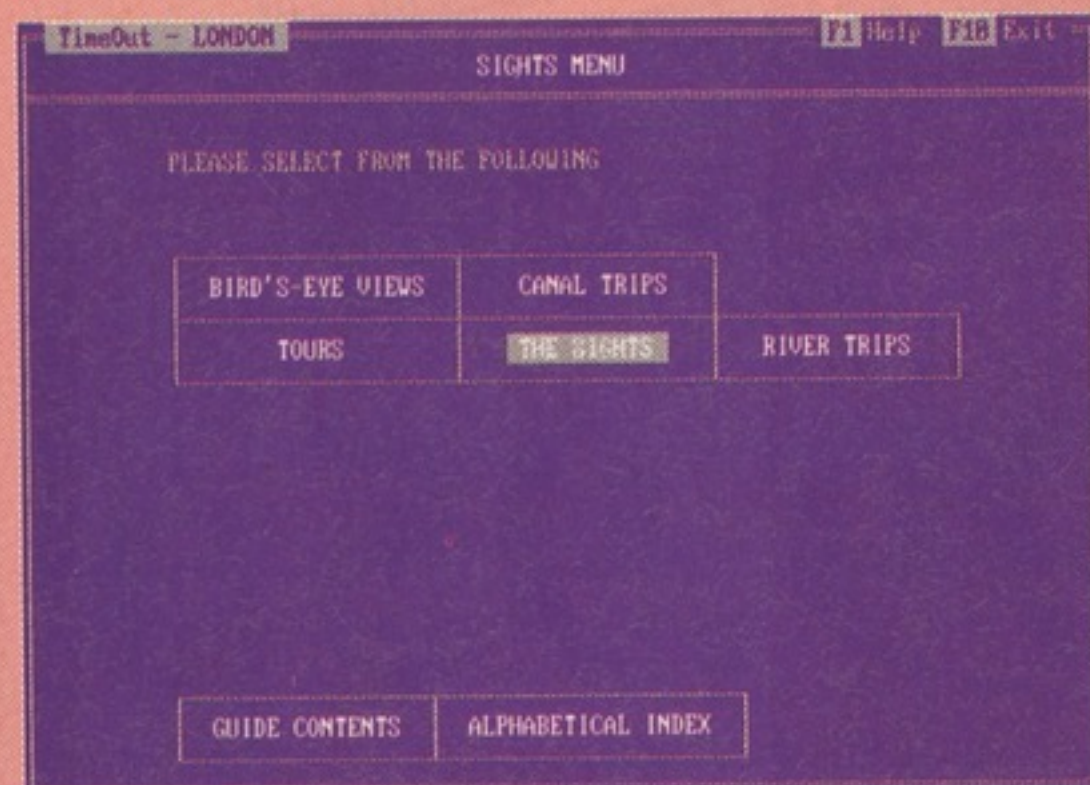 TimeOut - LONDON F1 Help F10 Exit
SIGHTS MENU
PLEASE SELECT FROM THE FOLLOWING
BIRD'S-EYE VIEWS CANAL TRIPS
TOURS THE SIGHTS RIVER TRIPS
GUIDE CONTENTS ALPHABETICAL INDEX